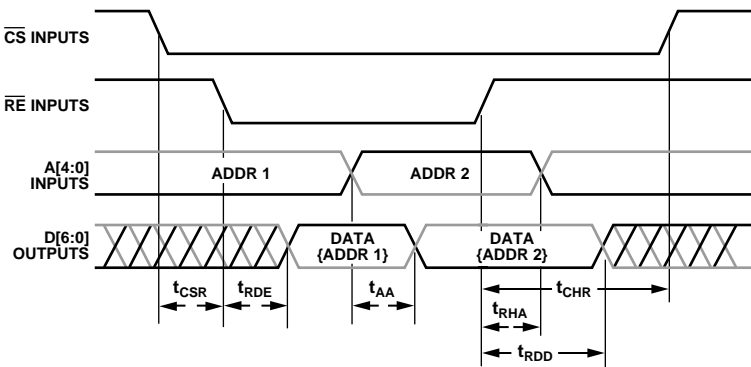 CS INPUTS
RE INPUTS
A[4:0]
INPUTS
ADDR 1
ADDR 2
D[6:0]
OUTPUTS
DATA
{ADDR 1}
DATA
{ADDR 2}
tCSR
tRDE
tAA
tCHR
tRHA
tRDD